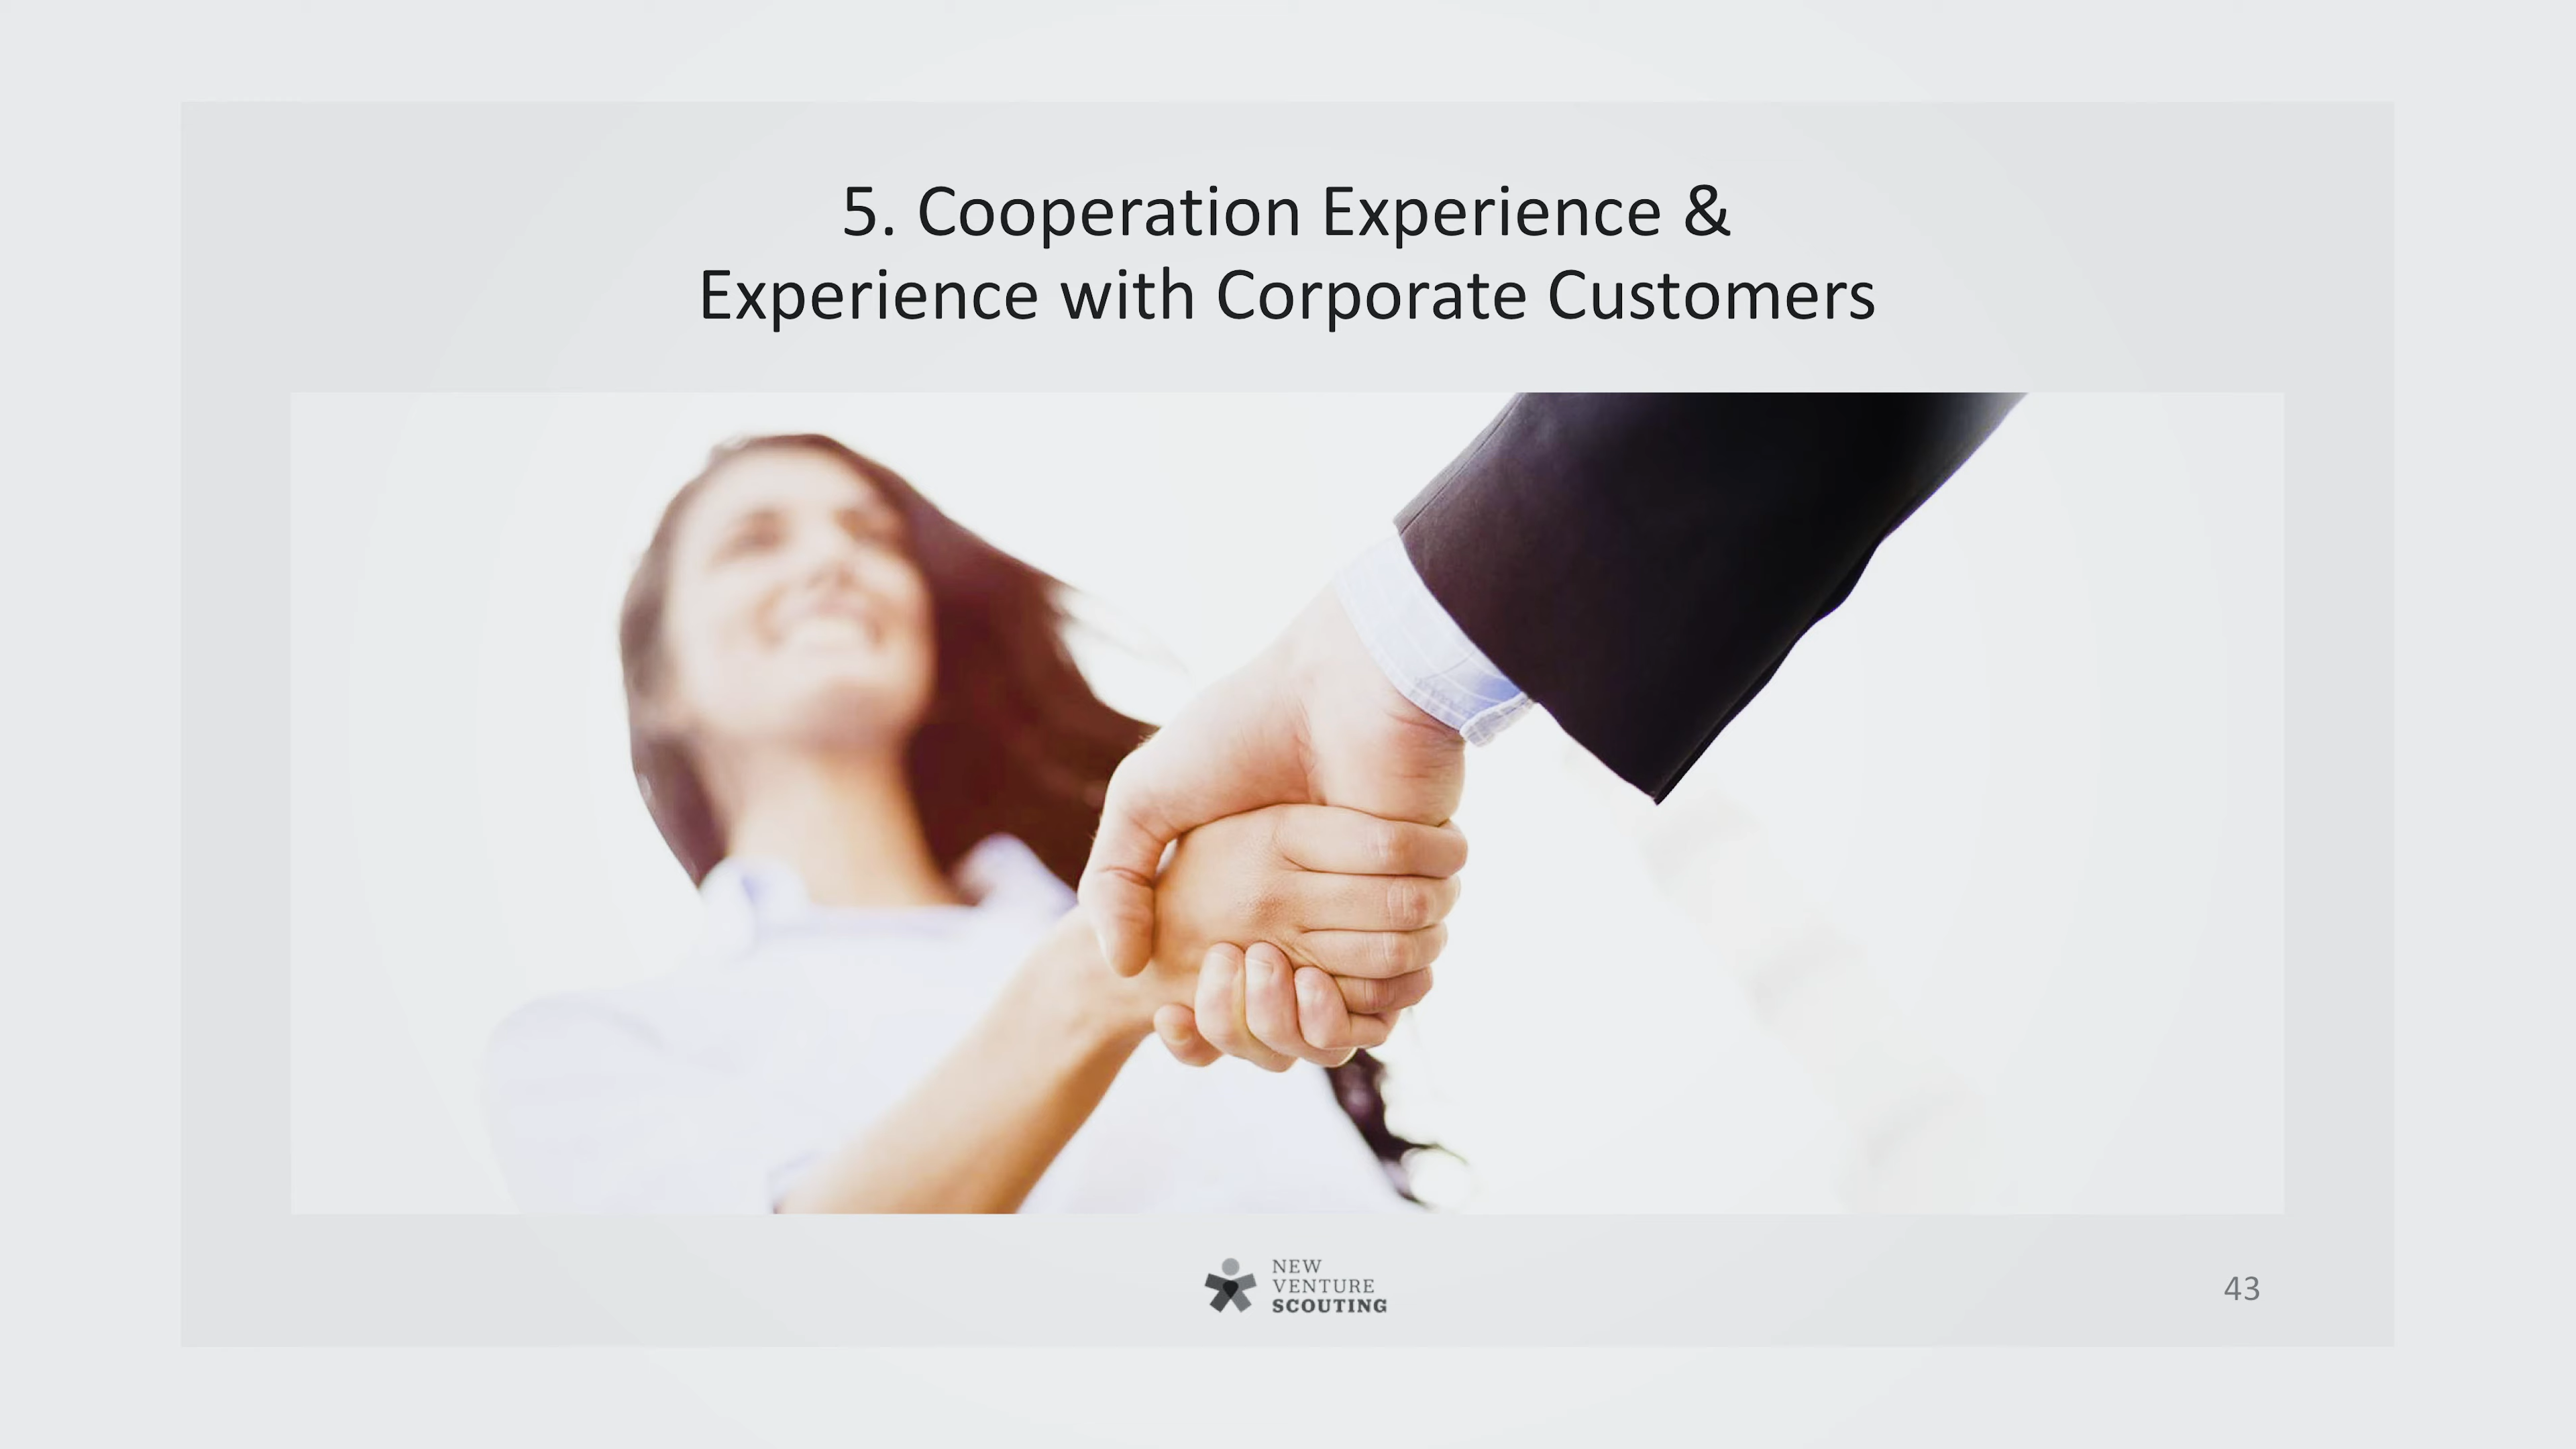 5. Cooperation Experience &
Experience with Corporate Customers
NEW
VENTURE
SCOUTING
43